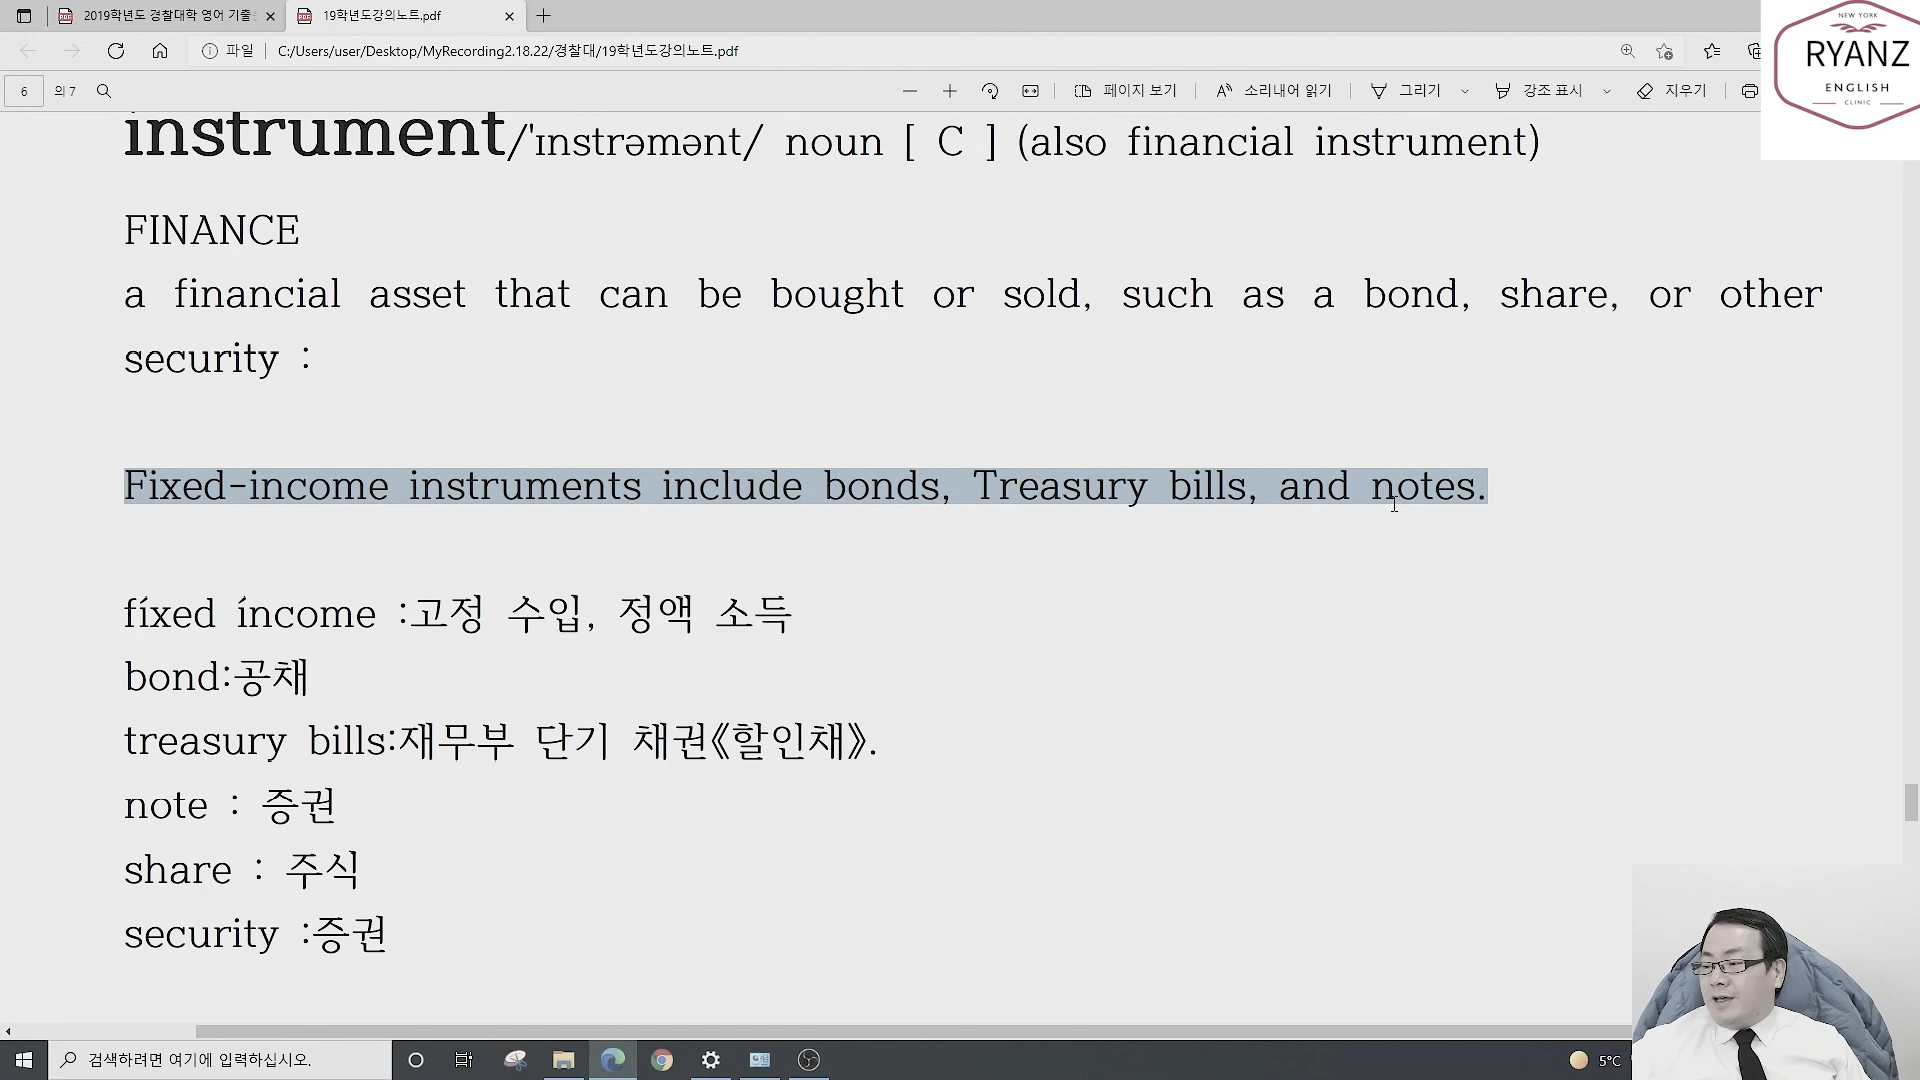 2019학년도 경찰대학 영어 기출
19학년도강의노트.pdf
파일
C:/Users/user/Desktop/MyRecording2.18.22/경찰대/19학년도강의노트.pdf
6 의 7
페이지 보기
소리내어 읽기
그리기
강조 표시
지우기
NEW YORK
RYANZ
ENGLISH
CLINIC
instrument/ˈɪnstrəmənt/ noun [ C ] (also financial instrument)
FINANCE
a financial asset that can be bought or sold, such as a bond, share, or other
security :
Fixed-income instruments include bonds, Treasury bills, and notes.
fíxed íncome :고정 수입, 정액 소득
bond:공채
treasury bills:재무부 단기 채권《할인채》.
note : 증권
share : 주식
security :증권
검색하려면 여기에 입력하십시오.
5°C